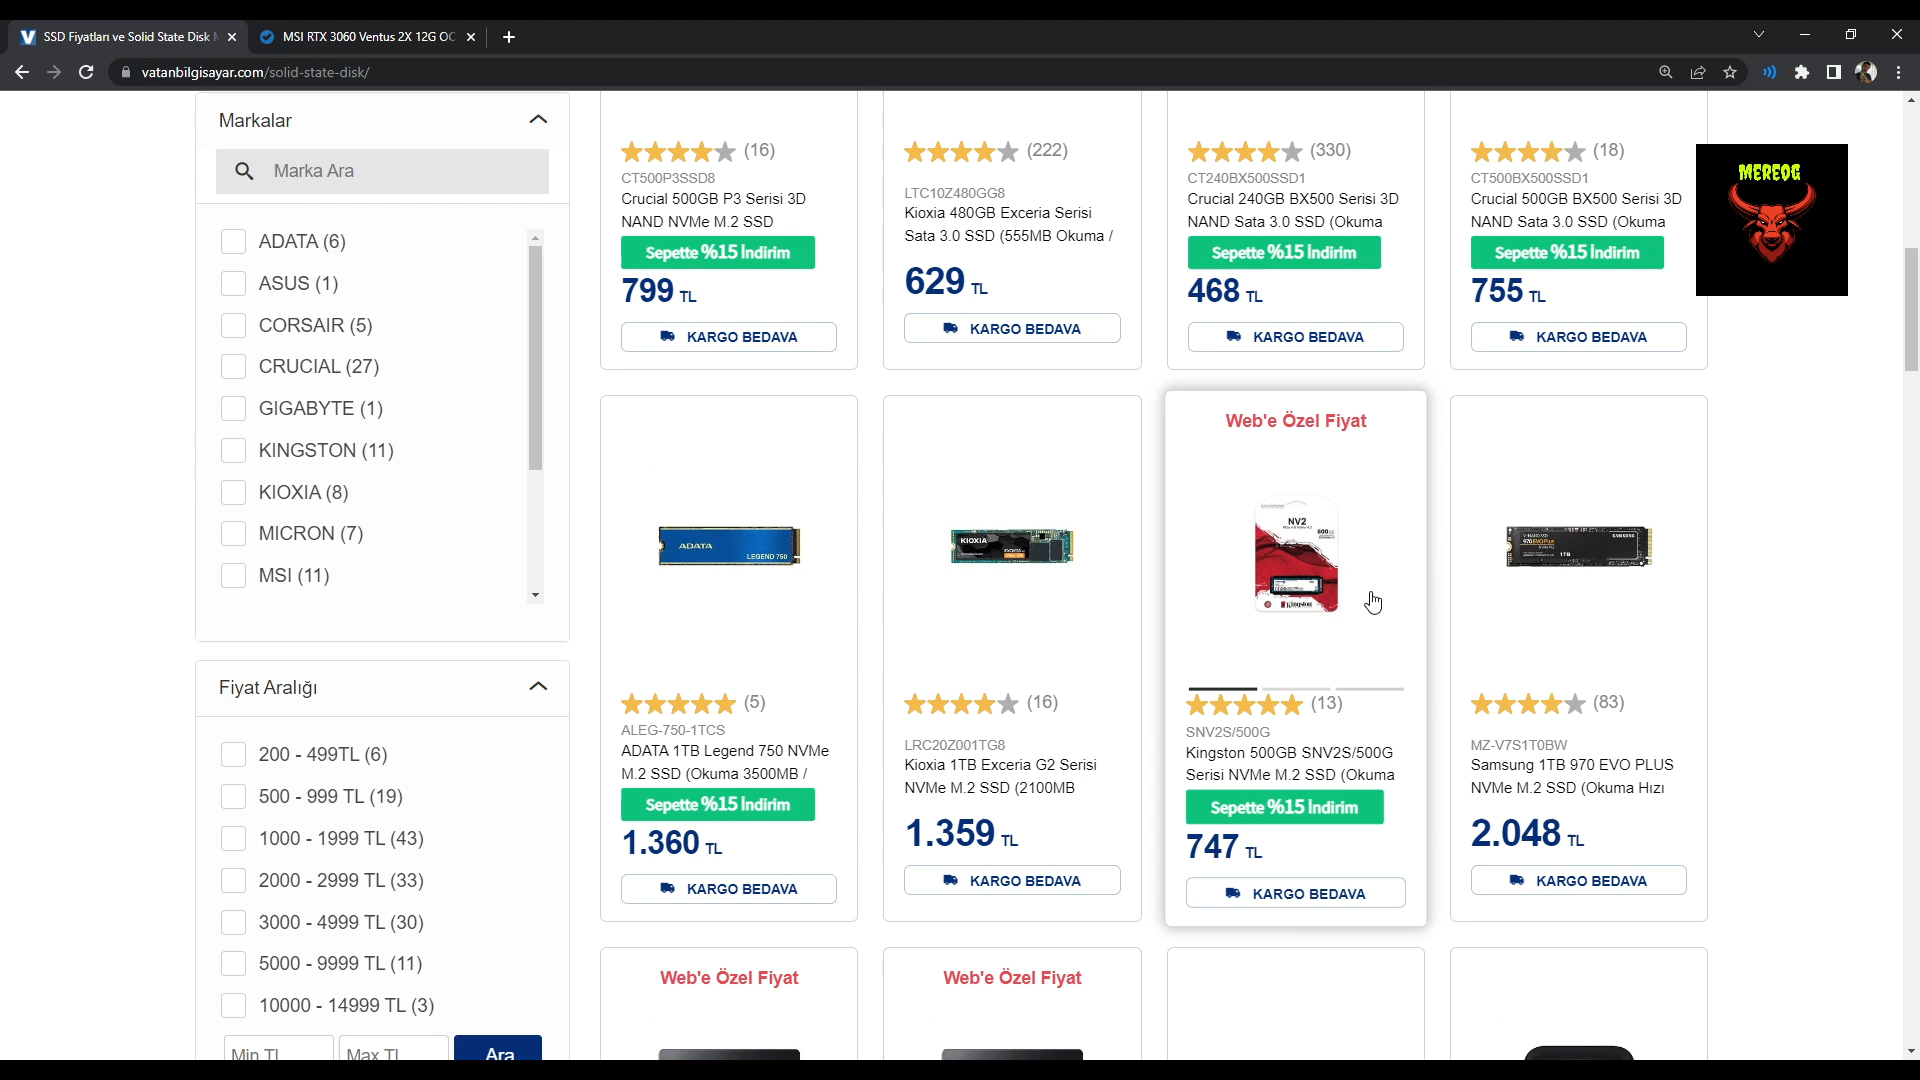 SSD Fiyatları ve Solid State Disk M
MSI RTX 3060 Ventus 2X 12G OC
vatanbilgisayar.com/solid-state-disk/
Markalar
Marka Ara
ADATA (6)
ASUS (1)
CORSAIR (5)
CRUCIAL (27)
GIGABYTE (1)
KINGSTON (11)
KIOXIA (8)
MICRON (7)
MSI (11)
Fiyat Aralığı
200 - 499TL (6)
500 - 999 TL (19)
1000 - 1999 TL (43)
2000 - 2999 TL (33)
3000 - 4999 TL (30)
5000 - 9999 TL (11)
10000 - 14999 TL (3)
Min TL
Max TL
Ara
(16)
CT500P3SSD8
Crucial 500GB P3 Serisi 3D
NAND NVMe M.2 SSD
Sepette %15 İndirim
799 TL
KARGO BEDAVA
(222)
LTC10Z480GG8
Kioxia 480GB Exceria Serisi
Sata 3.0 SSD (555MB Okuma /
629 TL
KARGO BEDAVA
(330)
CT240BX500SSD1
Crucial 240GB BX500 Serisi 3D
NAND Sata 3.0 SSD (Okuma
Sepette %15 İndirim
468 TL
KARGO BEDAVA
(18)
CT500BX500SSD1
Crucial 500GB BX500 Serisi 3D
NAND Sata 3.0 SSD (Okuma
Sepette %15 İndirim
755 TL
KARGO BEDAVA
MEREOG
ADATA
LEGEND 750
(5)
ALEG-750-1TCS
ADATA 1TB Legend 750 NVMe
M.2 SSD (Okuma 3500MB /
Sepette %15 İndirim
1.360 TL
KARGO BEDAVA
KIOXIA
(16)
LRC20Z001TG8
Kioxia 1TB Exceria G2 Serisi
NVMe M.2 SSD (2100MB
1.359 TL
KARGO BEDAVA
Web'e Özel Fiyat
NV2
500
Kingston
(13)
SNV2S/500G
Kingston 500GB SNV2S/500G
Serisi NVMe M.2 SSD (Okuma
Sepette %15 İndirim
747 TL
KARGO BEDAVA
SAMSUNG
970 EVO Plus
1TB
(83)
MZ-V7S1T0BW
Samsung 1TB 970 EVO PLUS
NVMe M.2 SSD (Okuma Hızı
2.048 TL
KARGO BEDAVA
Web'e Özel Fiyat
Web'e Özel Fiyat